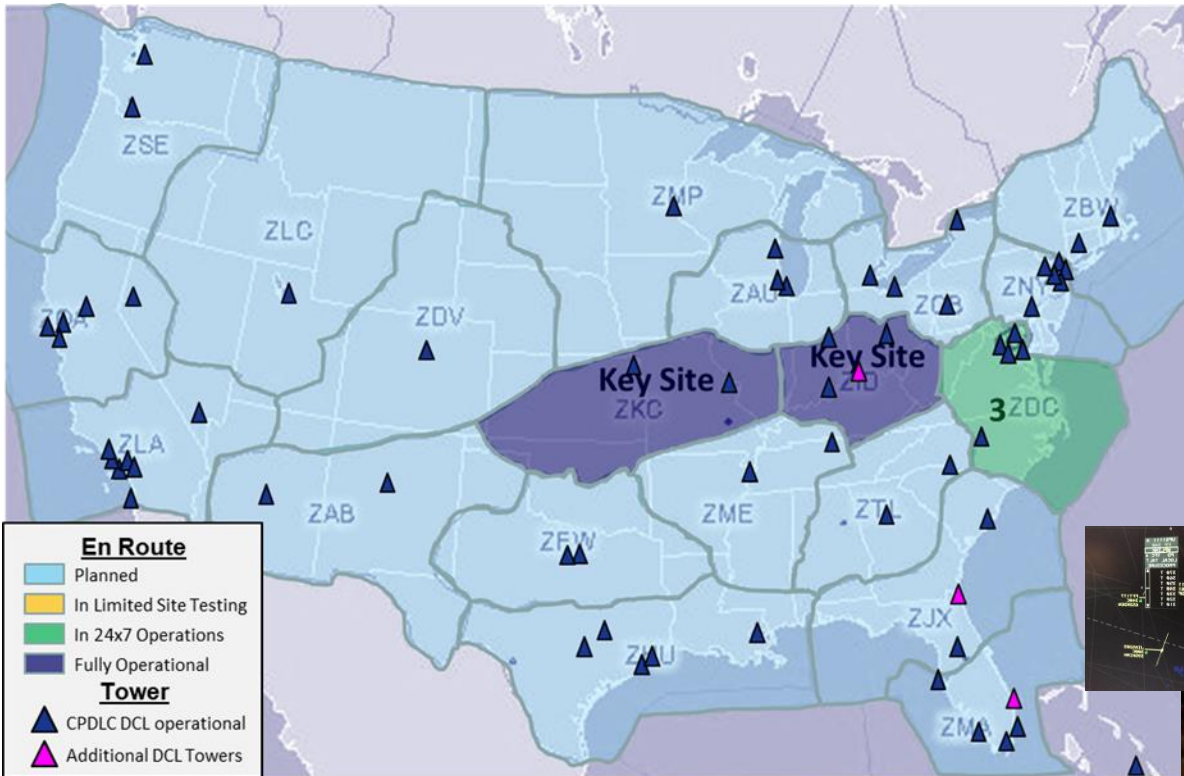 ZSE
ZMP
ZBW
ZLC
ZAU
ZNY
ZOA
ZDV
ZOB
Key Site
Key Site
ZKC
ZID
3 ZDC
ZLA
ZAB
ZME
ZTL
ZFW
ZJX
ZHU
ZMA
En Route
Planned
In Limited Site Testing
In 24x7 Operations
Fully Operational
Tower
CPDLC DCL operational
Additional DCL Towers